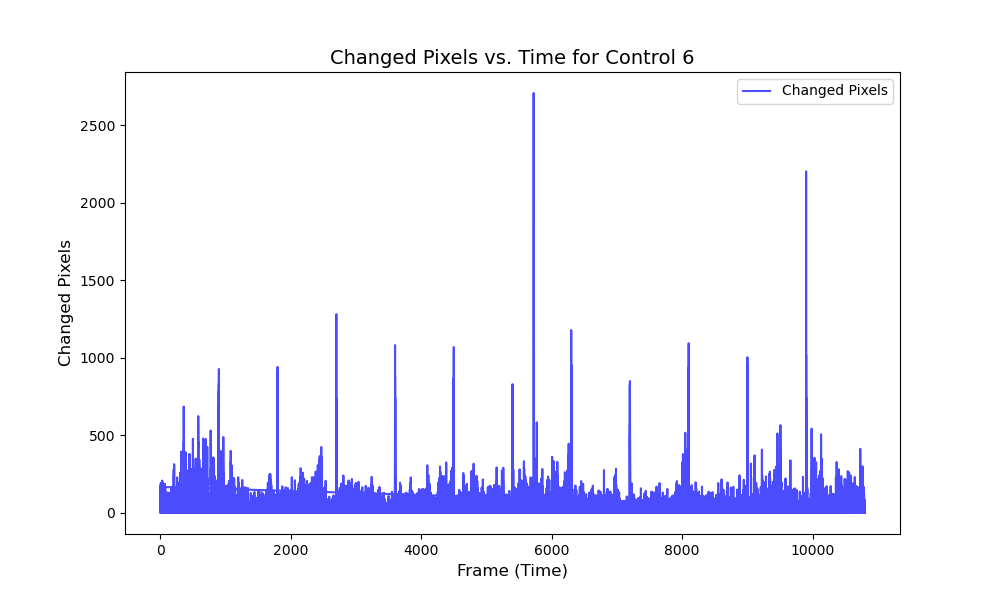 Changed Pixels vs. Time for Control 6
Changed Pixels
2500
2000
1500
1000
500
0
Changed Pixels
0 2000 4000 6000 8000 10000
Frame (Time)